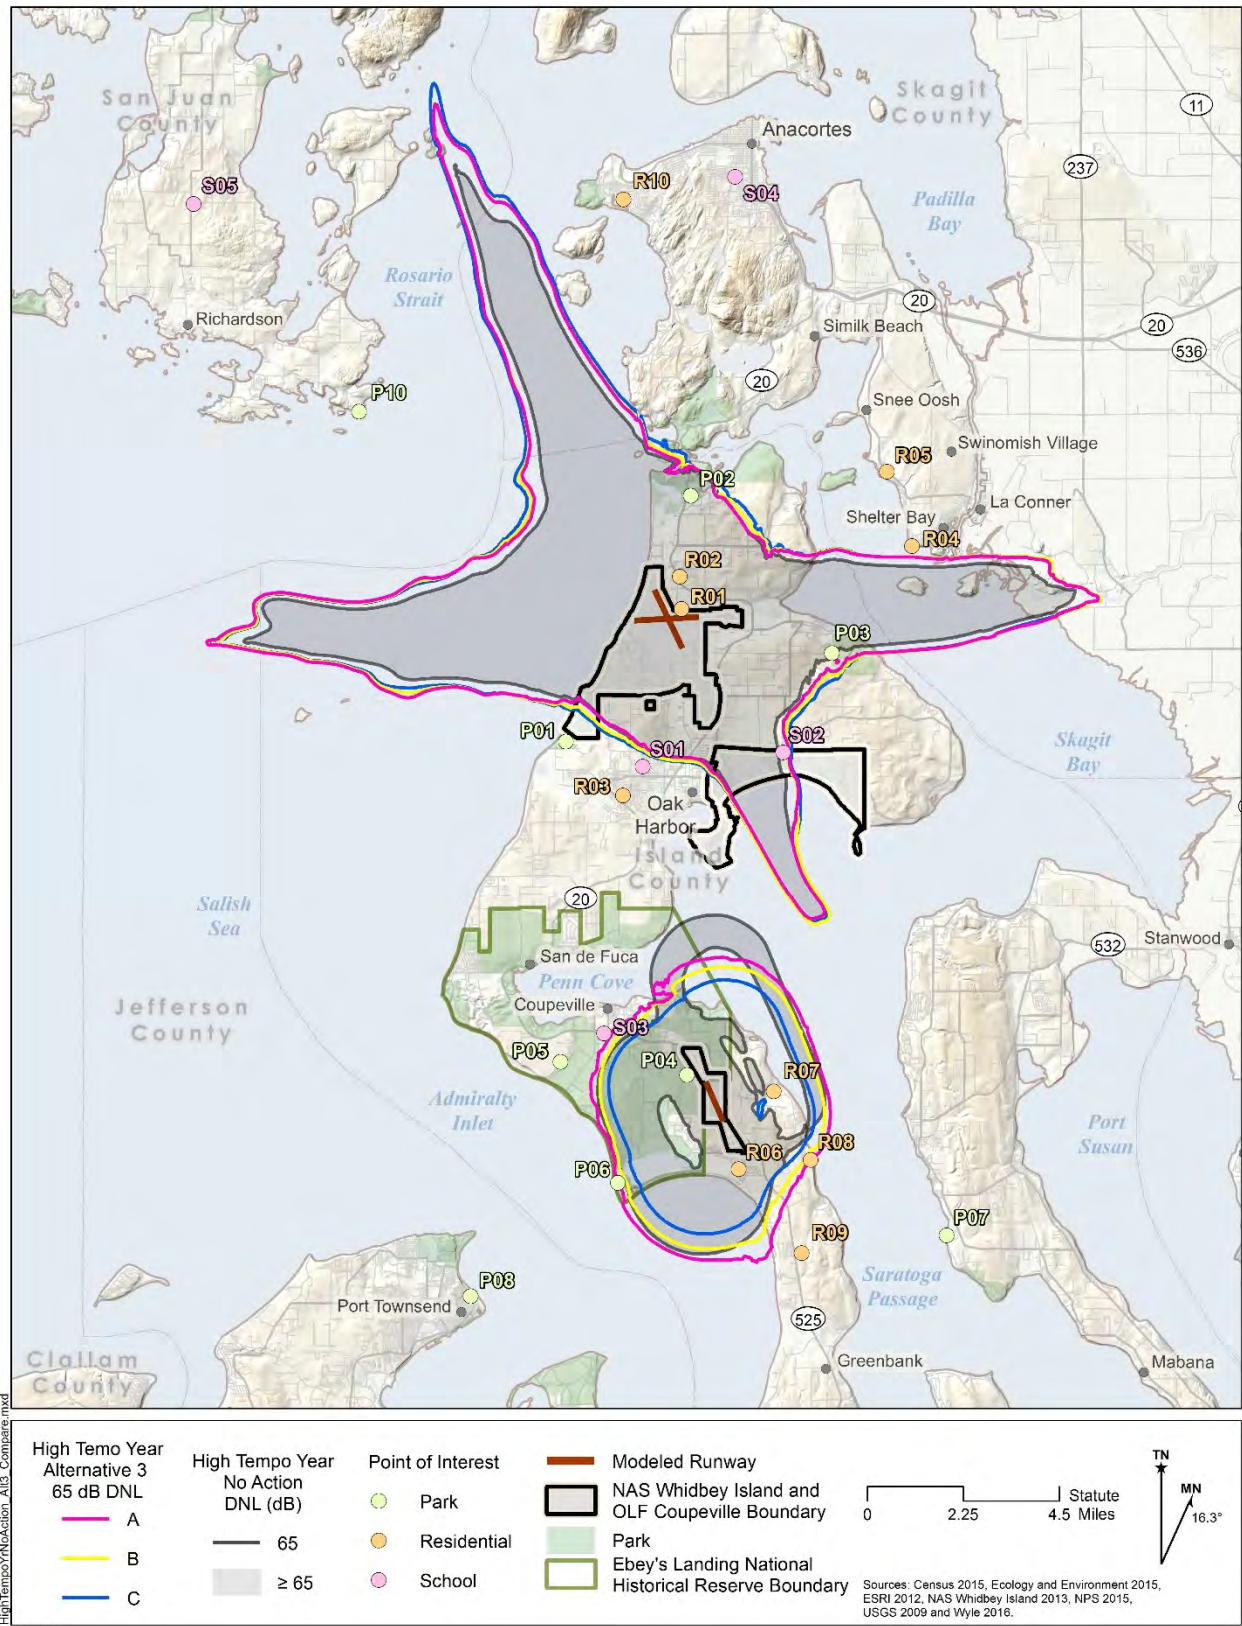 San Juan
County
Skagit
County
11
Anacortes
237
S05
R10
S04
Padilla
Bay
Rosario
Strait
20
Richardson
Similk Beach
20
536
20
P10
Snee Oosh
Swinomish Village
R05
P02
La Conner
Shelter Bay
R04
R02
R01
P03
P01
S01
S02
Skagit
Bay
R03
Oak
Harbor
Island
County
20
Salish
Sea
532
Stanwood
San de Fuca
Penn Cove
Jefferson
County
Coupeville
S03
P05
P04
R07
Admiralty
Inlet
Port
Susan
R08
R06
P06
P07
R09
Saratoga
Passage
P08
Port Townsend
525
Clallam
County
Greenbank
Mabana
HighTempoYrNoAction_Alt3_Compare.mxd
High Temo Year
Alternative 3
65 dB DNL
A
B
C
High Tempo Year
No Action
DNL (dB)
65
≥ 65
Point of Interest
Park
Residential
School
Modeled Runway
NAS Whidbey Island and
OLF Coupeville Boundary
Park
Ebey's Landing National
Historical Reserve Boundary
0 2.25 4.5
Statute
Miles
TN
MN
16.3°
Sources: Census 2015, Ecology and Environment 2015,
ESRI 2012, NAS Whidbey Island 2013, NPS 2015,
USGS 2009 and Wyle 2016.